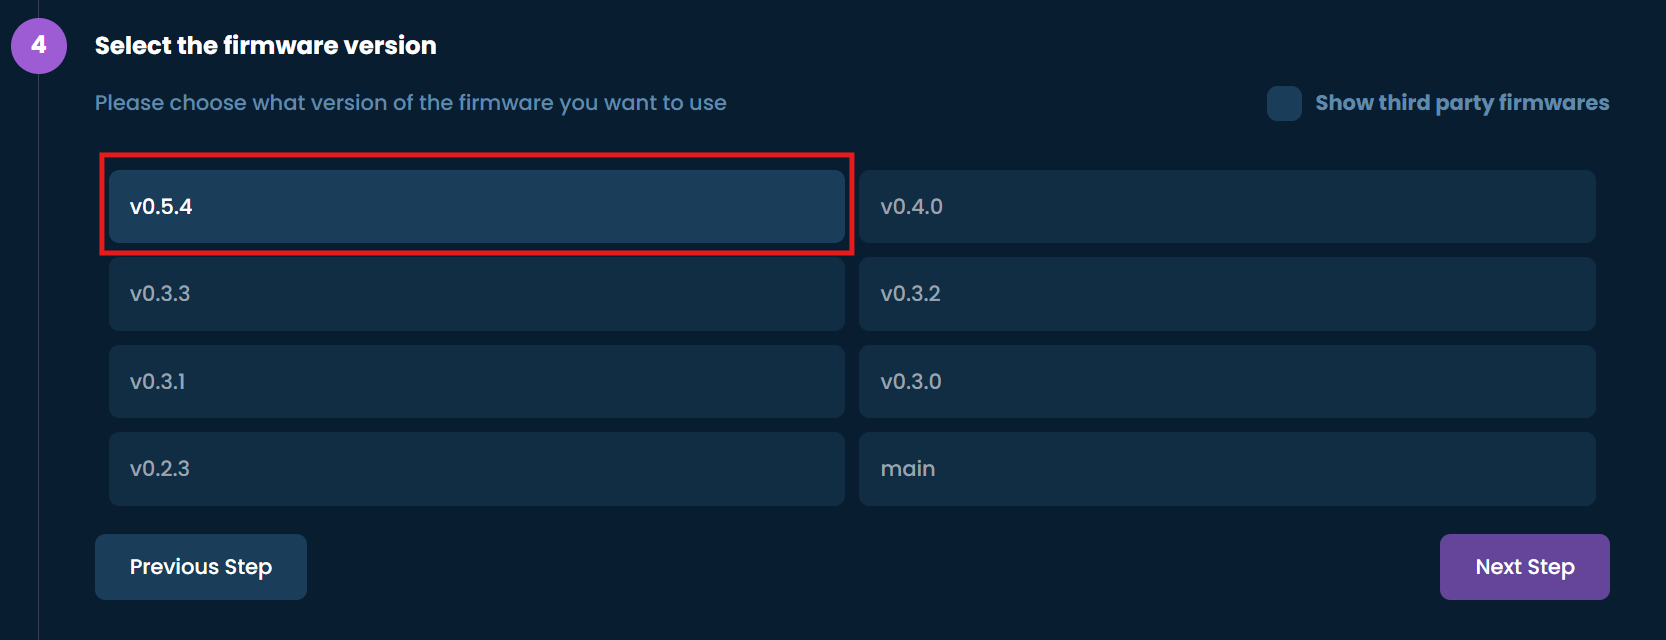 4
Select the firmware version
Please choose what version of the firmware you want to use
Show third party firmwares
v0.5.4
v0.4.0
v0.3.3
v0.3.2
v0.3.1
v0.3.0
v0.2.3
main
Previous Step
Next Step